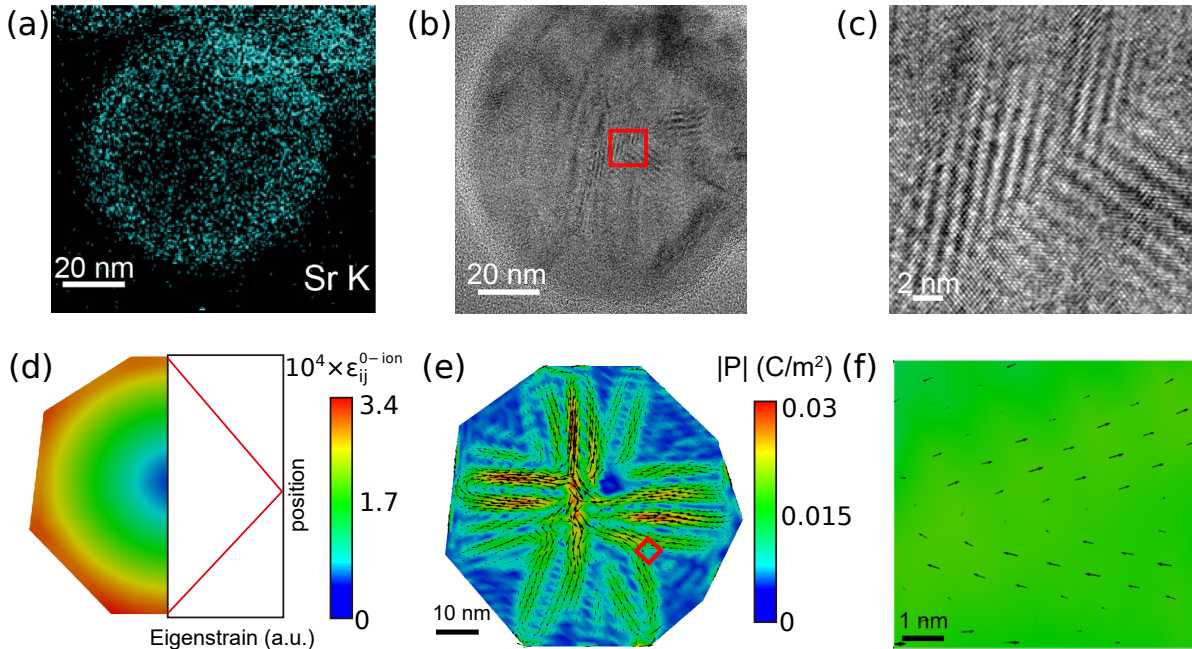 (a)
20 nm
Sr K
(b)
20 nm
(c)
2 nm
(d)
10⁴ × ε_ij^{0-ion}
3.4
1.7
0
position
Eigenstrain (a.u.)
(e)
10 nm
|P| (C/m²)
0.03
0.015
0
(f)
1 nm